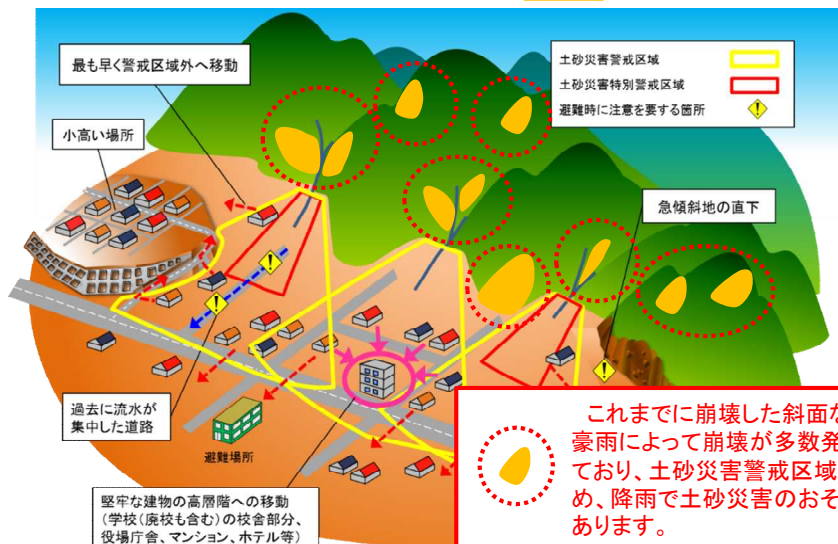 最も早く警戒区域外へ移動
小高い場所
土砂災害警戒区域
土砂災害特別警戒区域
避難時に注意を要する箇所
急傾斜地の直下
過去に流水が
集中した道路
避難場所
堅牢な建物の高層階への移動
(学校(廃校も含む)の校舎部分、
役場庁舎、マンション、ホテル等)
これまでに崩壊した斜面な
豪雨によって崩壊が多数発
ており、土砂災害警戒区域
め、降雨で土砂災害のおそ
あります。